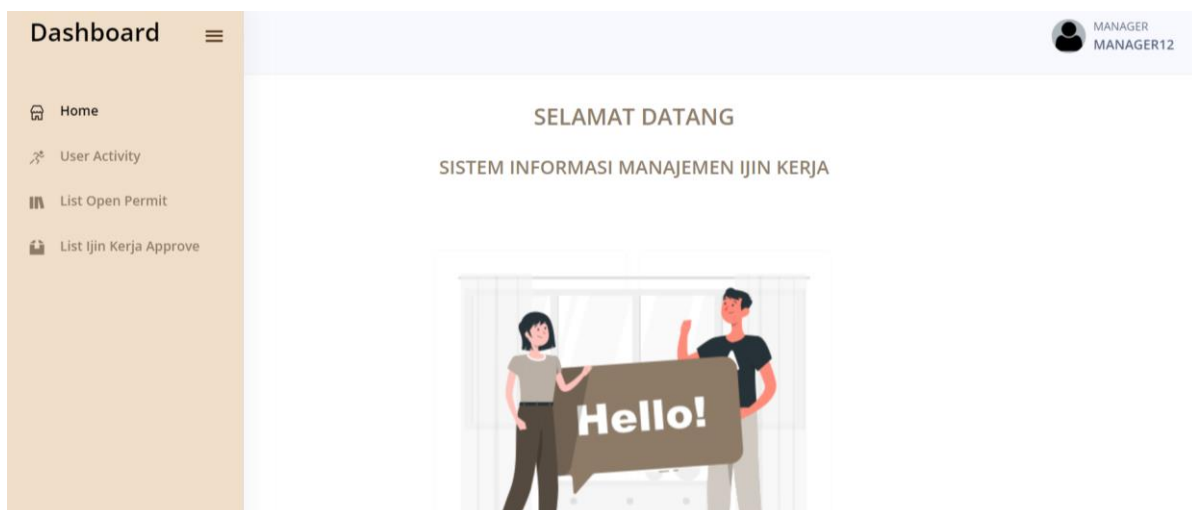 Dashboard
MANAGER
MANAGER12
Home
User Activity
List Open Permit
List Ijin Kerja Approve
SELAMAT DATANG
SISTEM INFORMASI MANAJEMEN IJIN KERJA
Hello!